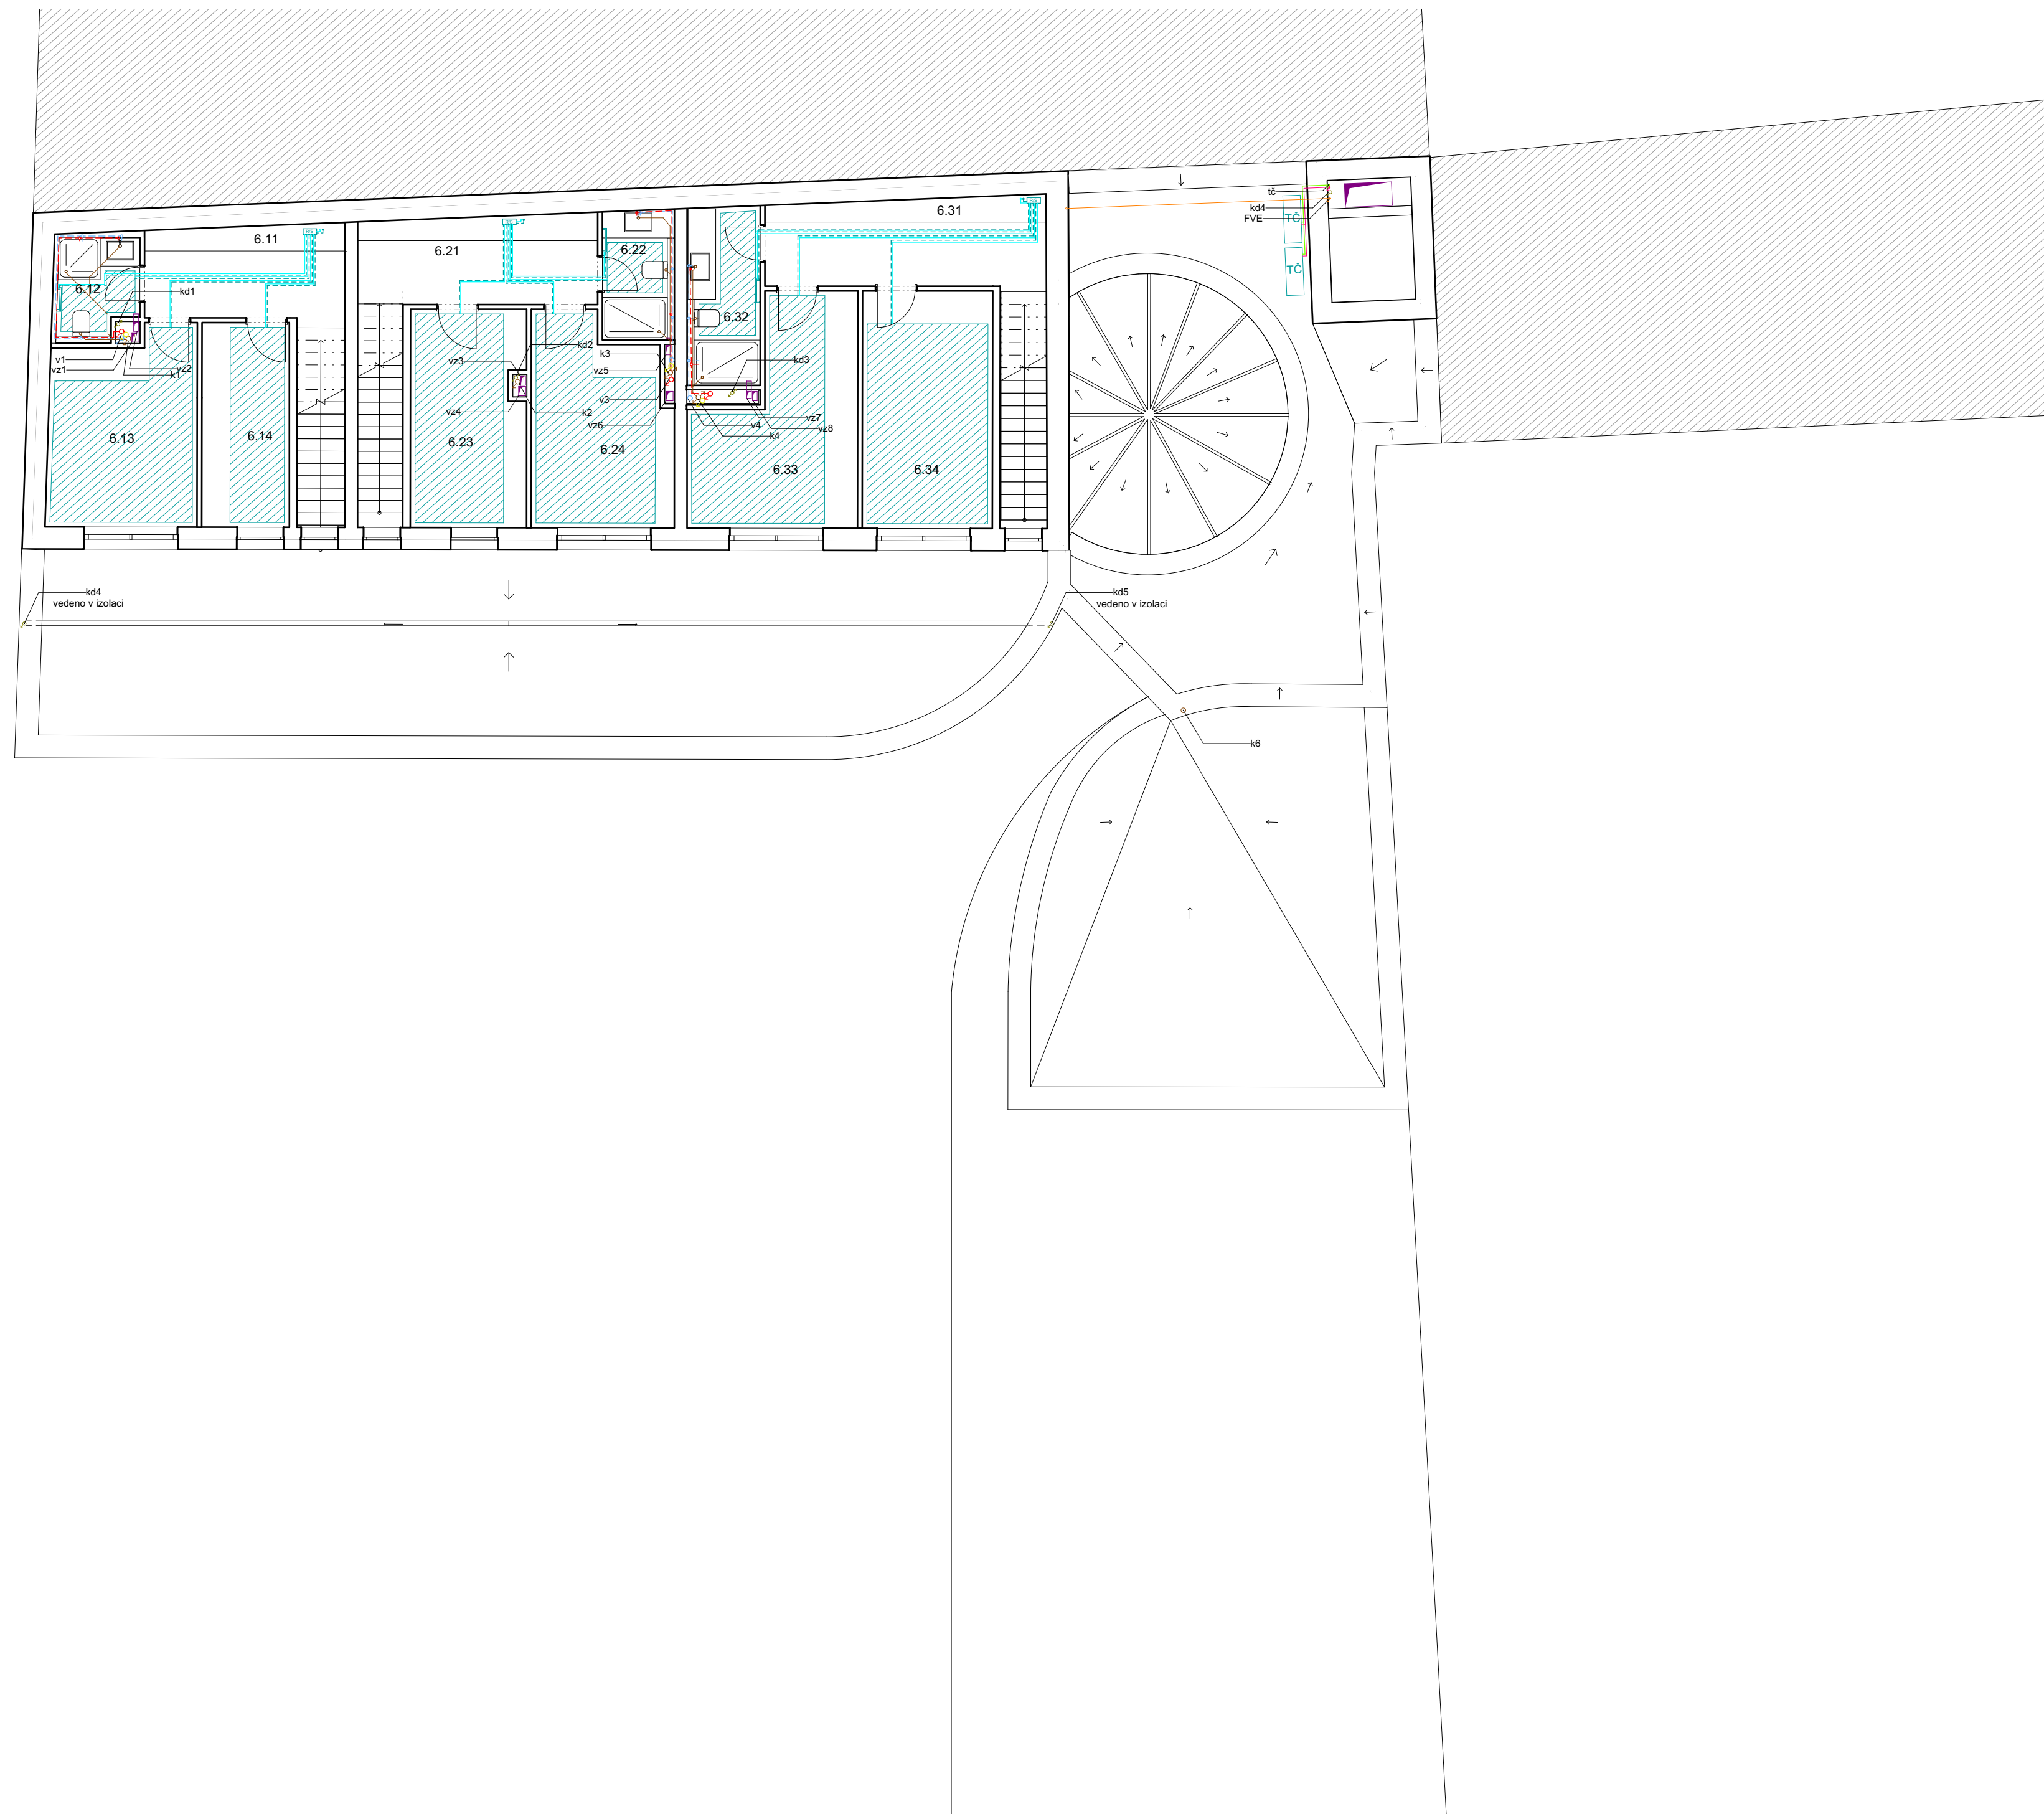 tč
kd4
FVE
TČ
TČ
6.11
6.21
6.31
6.12
6.22
6.32
kd1
kd2
kd3
v1
vz1
vz2
k1
k3
vz3
vz5
v3
vz4
k2
vz6
v4
k4
vz7
vz8
6.13
6.14
6.23
6.24
6.33
6.34
kd4
vedeno v izolaci
kd5
vedeno v izolaci
k6